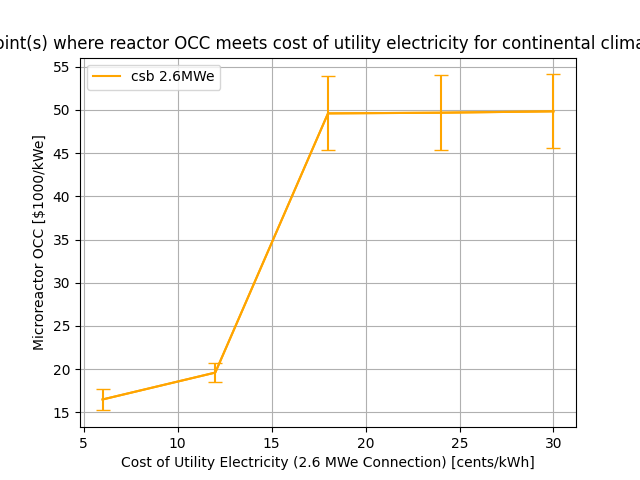 oint(s) where reactor OCC meets cost of utility electricity for continental clima
csb 2.6MWe
Microreactor OCC [$1000/kWe]
55
50
45
40
35
30
25
20
15
5 10 15 20 25 30
Cost of Utility Electricity (2.6 MWe Connection) [cents/kWh]